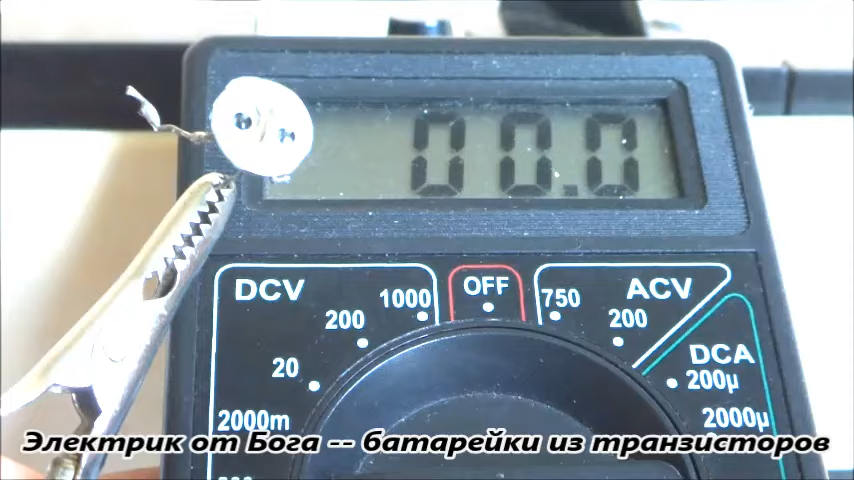 00.0
DCV
OFF
ACV
1000
750
200
200
DCA
20
200µ
2000m
2000µ
Электрик от Бога -- батарейки из транзисторов